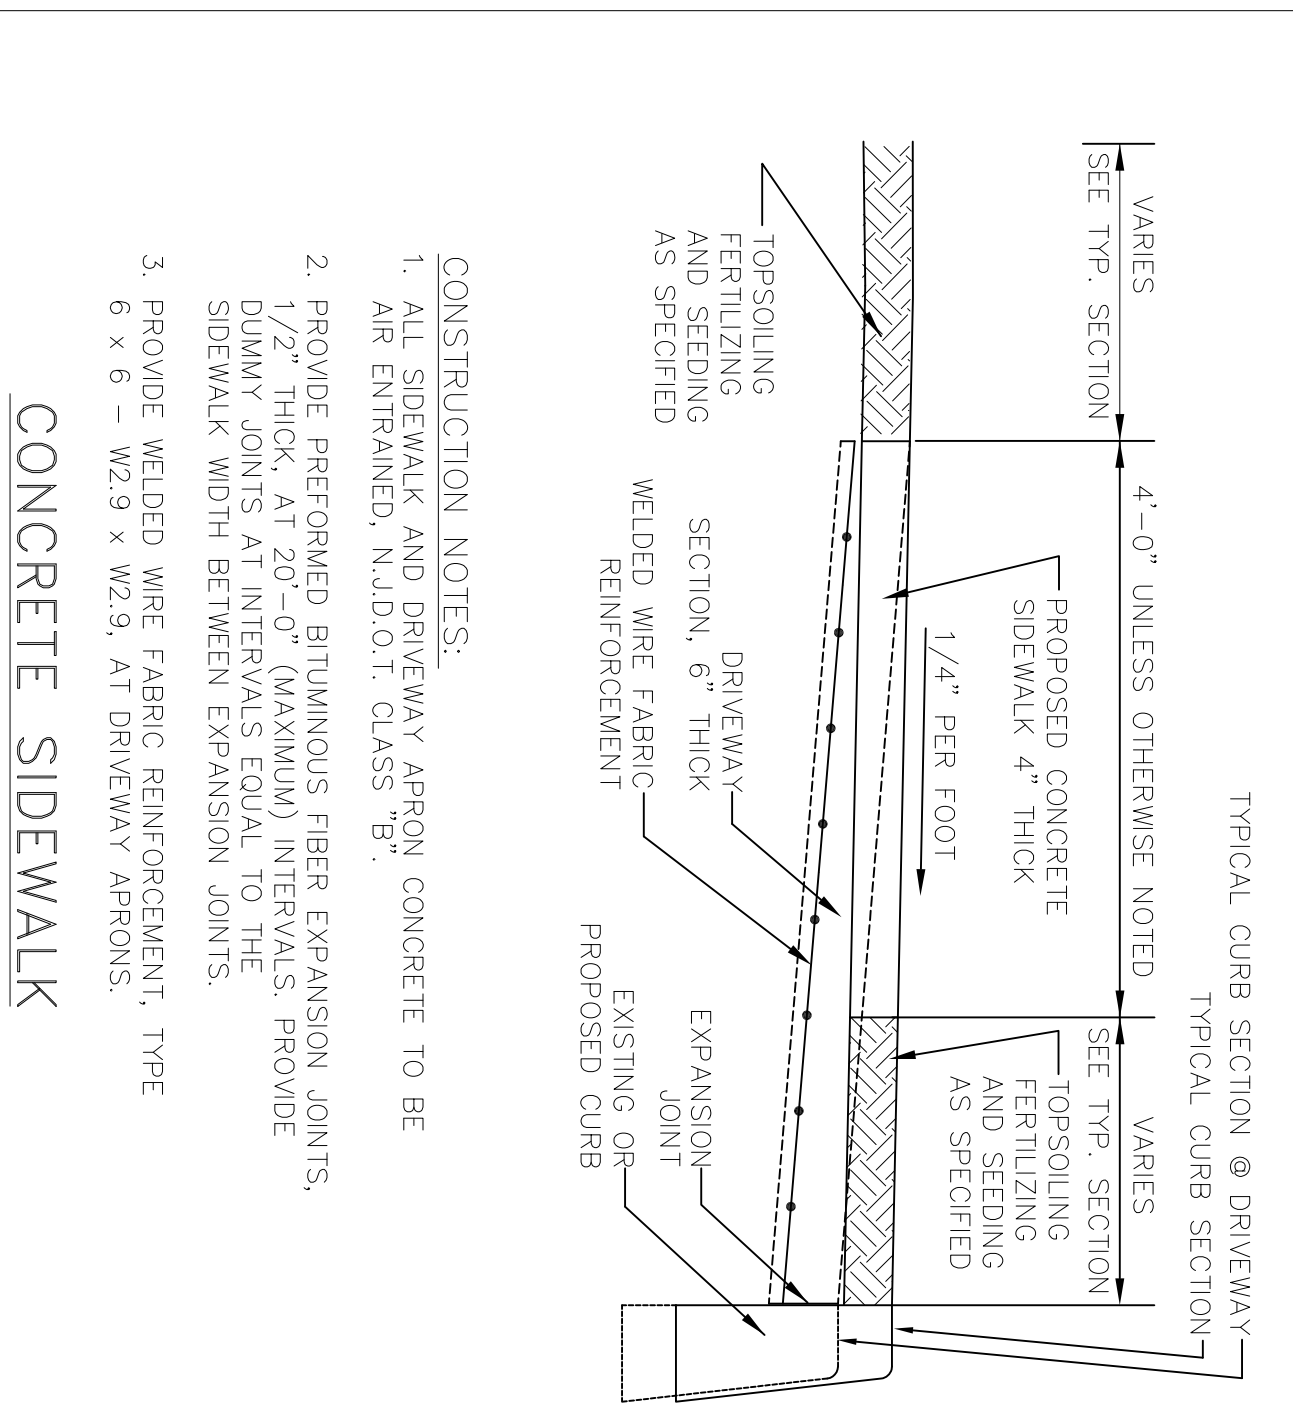 TYPICAL CURB SECTION @ DRIVEWAY
TYPICAL CURB SECTION
VARIES
SEE TYP. SECTION
4'-0" UNLESS OTHERWISE NOTED
VARIES
SEE TYP. SECTION
PROPOSED CONCRETE
SIDEWALK 4" THICK
1/4" PER FOOT
TOPSOILING
FERTILIZING
AND SEEDING
AS SPECIFIED
TOPSOILING
FERTILIZING
AND SEEDING
AS SPECIFIED
DRIVEWAY
SECTION, 6" THICK
WELDED WIRE FABRIC
REINFORCEMENT
EXPANSION
JOINT
EXISTING OR
PROPOSED CURB
CONSTRUCTION NOTES:
1. ALL SIDEWALK AND DRIVEWAY APRON CONCRETE TO BE
AIR ENTRAINED, N.J.D.O.T. CLASS "B".
2. PROVIDE PREFORMED BITUMINOUS FIBER EXPANSION JOINTS,
1/2" THICK, AT 20'-0" (MAXIMUM) INTERVALS. PROVIDE
DUMMY JOINTS AT INTERVALS EQUAL TO THE
SIDEWALK WIDTH BETWEEN EXPANSION JOINTS.
3. PROVIDE WELDED WIRE FABRIC REINFORCEMENT, TYPE
6 x 6 - W2.9 x W2.9, AT DRIVEWAY APRONS.
CONCRETE SIDEWALK